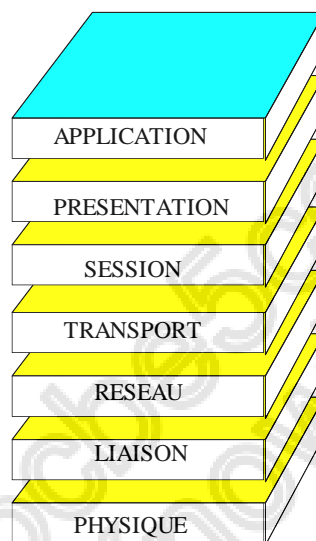 APPLICATION
PRESENTATION
SESSION
TRANSPORT
RESEAU
LIAISON
PHYSIQUE